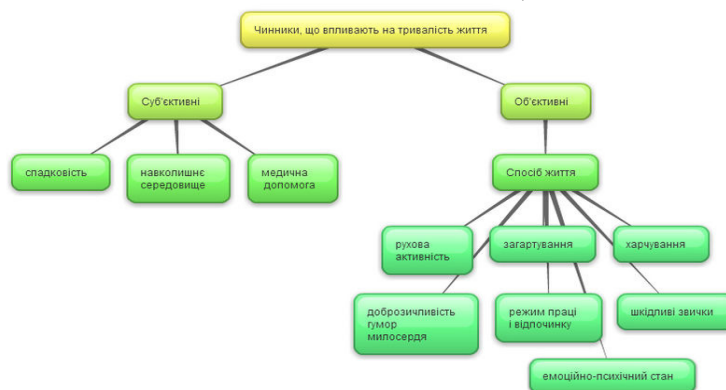 Чинники, що впливають на тривалість життя
Суб'єктивні
Об'єктивні
спадковість
навколишнє
середовище
медична
допомога
Спосіб життя
рухова
активність
загартування
харчування
доброзичливість
гумор
милосердя
режим праці
і відпочинку
шкідливі звички
емоційно-психічний стан